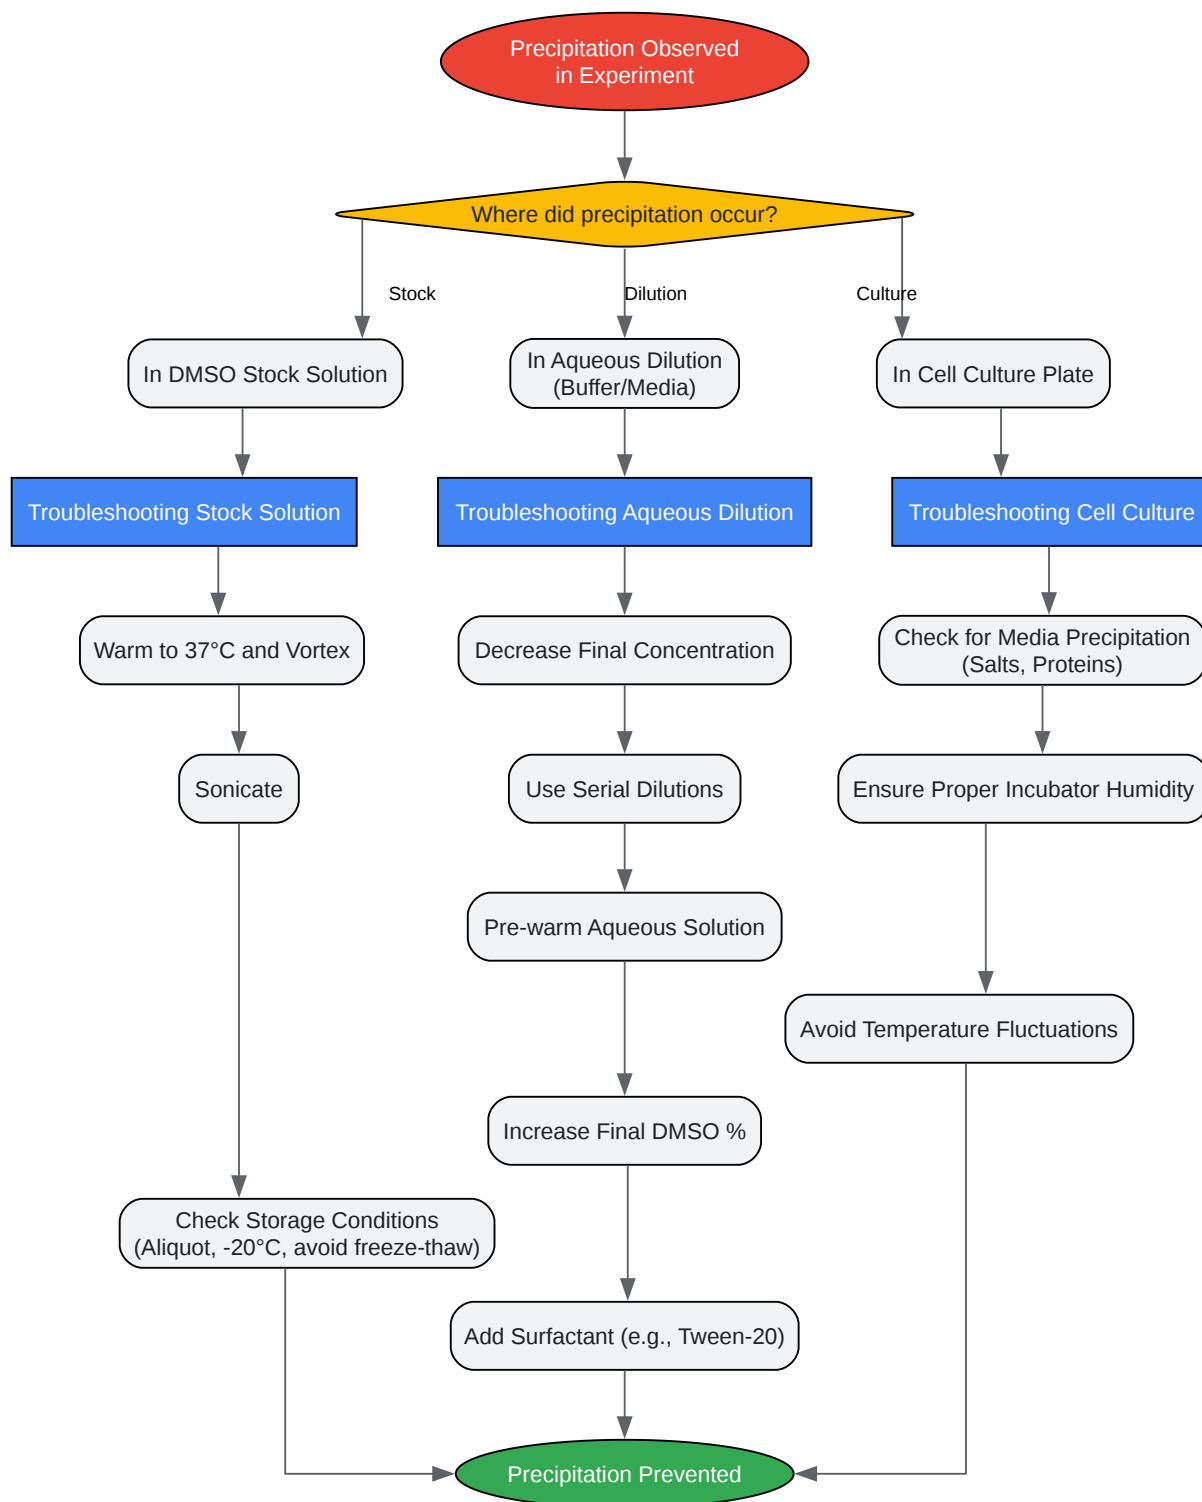 Precipitation Observed
in Experiment
Where did precipitation occur?
Stock
Dilution
Culture
In DMSO Stock Solution
In Aqueous Dilution
(Buffer/Media)
In Cell Culture Plate
Troubleshooting Stock Solution
Troubleshooting Aqueous Dilution
Troubleshooting Cell Culture
Warm to 37°C and Vortex
Decrease Final Concentration
Check for Media Precipitation
(Salts, Proteins)
Sonicate
Use Serial Dilutions
Ensure Proper Incubator Humidity
Pre-warm Aqueous Solution
Avoid Temperature Fluctuations
Increase Final DMSO %
Check Storage Conditions
(Aliquot, -20°C, avoid freeze-thaw)
Add Surfactant (e.g., Tween-20)
Precipitation Prevented